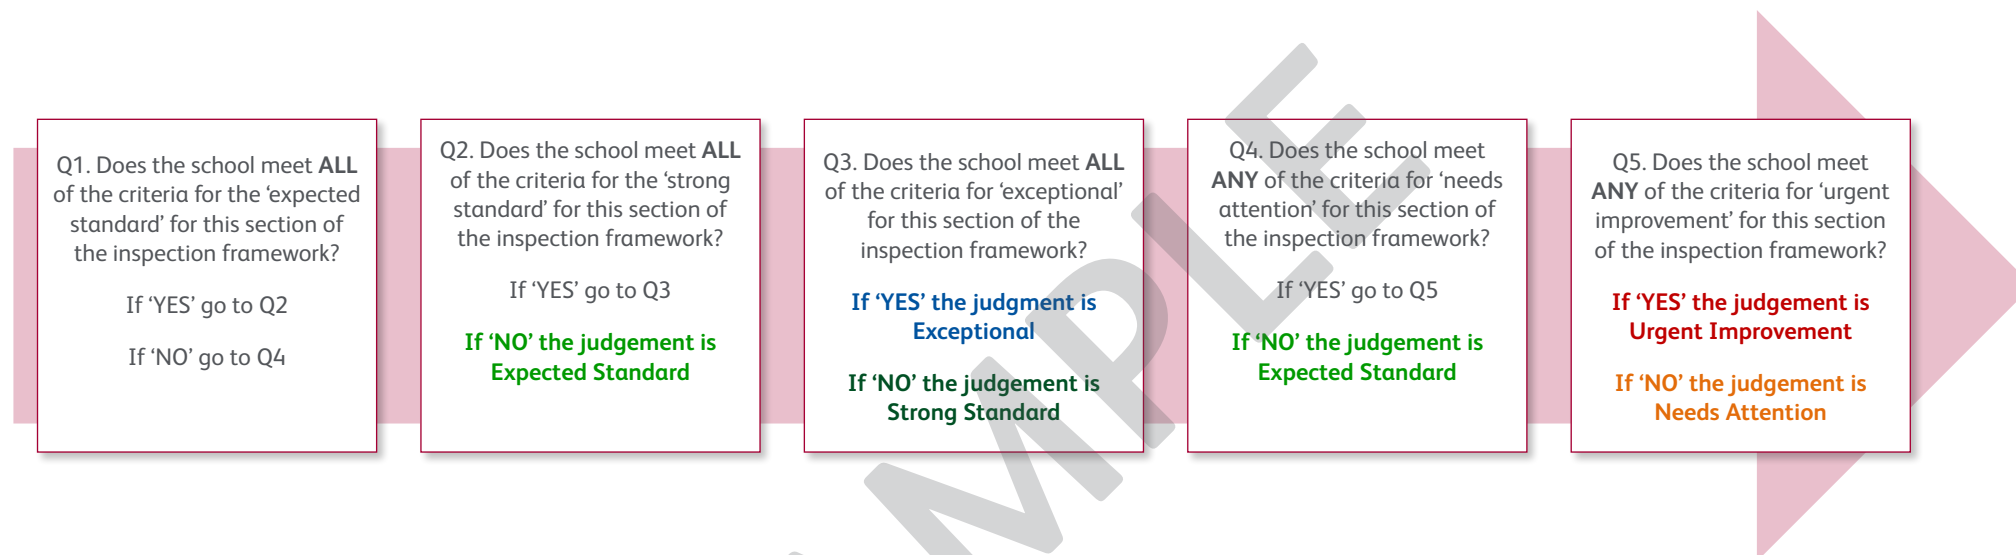 Q1. Does the school meet ALL
of the criteria for the ‘expected
standard’ for this section of
the inspection framework?
If ‘YES’ go to Q2
If ‘NO’ go to Q4
Q2. Does the school meet ALL
of the criteria for the ‘strong
standard’ for this section of
the inspection framework?
If ‘YES’ go to Q3
If ‘NO’ the judgement is
Expected Standard
Q3. Does the school meet ALL
of the criteria for ‘exceptional’
for this section of the
inspection framework?
If ‘YES’ the judgment is
Exceptional
If ‘NO’ the judgement is
Strong Standard
Q4. Does the school meet
ANY of the criteria for ‘needs
attention’ for this section of
the inspection framework?
If ‘YES’ go to Q5
If ‘NO’ the judgement is
Expected Standard
Q5. Does the school meet
ANY of the criteria for ‘urgent
improvement’ for this section
of the inspection framework?
If ‘YES’ the judgement is
Urgent Improvement
If ‘NO’ the judgement is
Needs Attention
MPLE